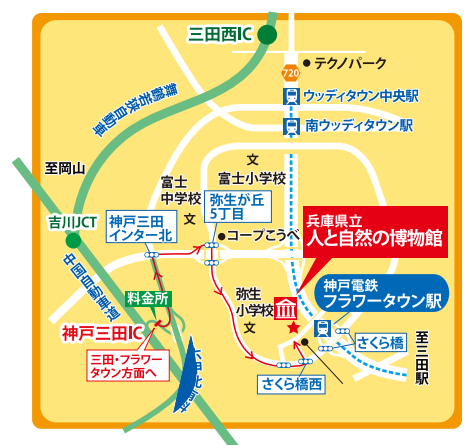 三田西IC
テクノパーク
720
ウッディタウン中央駅
南ウッディタウン駅
舞鶴若狭自動車
至岡山
文
富士小学校
富士
中学校
文
弥生が丘
5丁目
吉川JCT
神戸三田
インター北
コープこうべ
兵庫県立
人と自然の博物館
中国自動車道
料金所
弥生
小学校
文
神戸電鉄
フラワータウン駅
神戸三田IC
三田・フラワー
タウン方面へ
さくら橋
さくら橋西
至三田駅